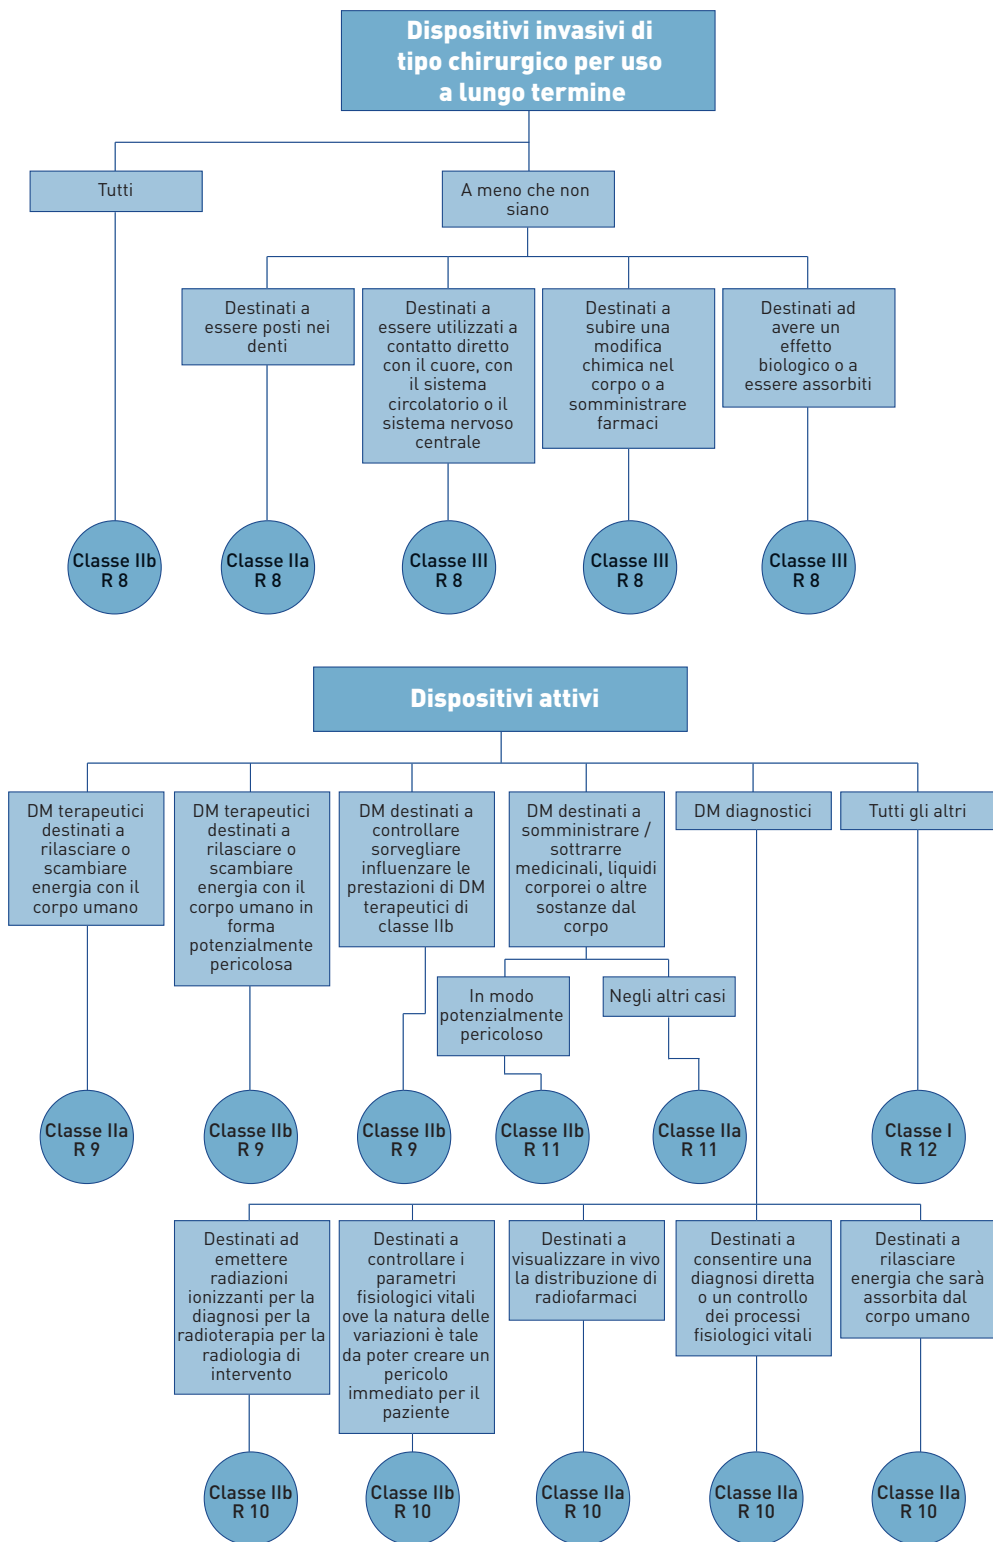 Dispositivi invasivi di
tipo chirurgico per uso
a lungo termine
Tutti
A meno che non
siano
Destinati a
essere posti nei
denti
Destinati a
essere utilizzati a
contatto diretto
con il cuore, con
il sistema
circolatorio o il
sistema nervoso
centrale
Destinati a
subire una
modifica
chimica nel
corpo o a
somministrare
farmaci
Destinati ad
avere un
effetto
biologico o a
essere assorbiti
Classe IIb
R 8
Classe IIa
R 8
Classe III
R 8
Classe III
R 8
Classe III
R 8
Dispositivi attivi
DM terapeutici
destinati a
rilasciare o
scambiare
energia con il
corpo umano
DM terapeutici
destinati a
rilasciare o
scambiare
energia con il
corpo umano in
forma
potenzialmente
pericolosa
DM destinati a
controllare
sorvegliare
influenzare le
prestazioni di DM
terapeutici di
classe IIb
DM destinati a
somministrare /
sottrarre
medicinali, liquidi
corporei o altre
sostanze dal
corpo
DM diagnostici
Tutti gli altri
In modo
potenzialmente
pericoloso
Negli altri casi
Classe IIa
R 9
Classe IIb
R 9
Classe IIb
R 9
Classe IIb
R 11
Classe IIa
R 11
Classe I
R 12
Destinati ad
emettere
radiazioni
ionizzanti per la
diagnosi per la
radioterapia per la
radiologia di
intervento
Destinati a
controllare i
parametri
fisiologici vitali
ove la natura delle
variazioni è tale
da poter creare un
pericolo
immediato per il
paziente
Destinati a
visualizzare in vivo
la distribuzione di
radiofarmaci
Destinati a
consentire una
diagnosi diretta
o un controllo
dei processi
fisiologici vitali
Destinati a
rilasciare
energia che sarà
assorbita dal
corpo umano
Classe IIb
R 10
Classe IIb
R 10
Classe IIa
R 10
Classe IIa
R 10
Classe IIa
R 10